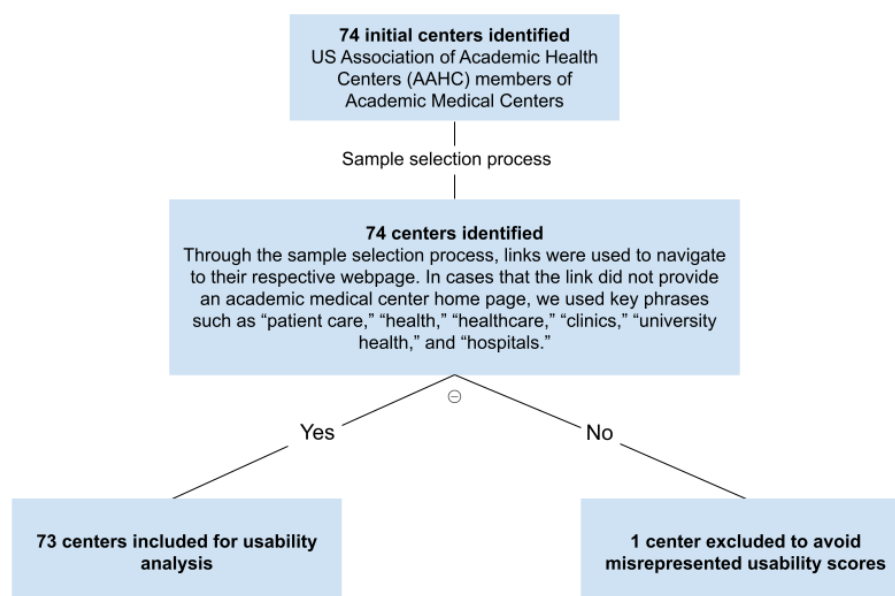 74 initial centers identified
US Association of Academic Health
Centers (AAHC) members of
Academic Medical Centers
Sample selection process
74 centers identified
Through the sample selection process, links were used to navigate
to their respective webpage. In cases that the link did not provide
an academic medical center home page, we used key phrases
such as “patient care,” “health,” “healthcare,” “clinics,” “university
health,” and “hospitals.”
Yes
No
73 centers included for usability
analysis
1 center excluded to avoid
misrepresented usability scores